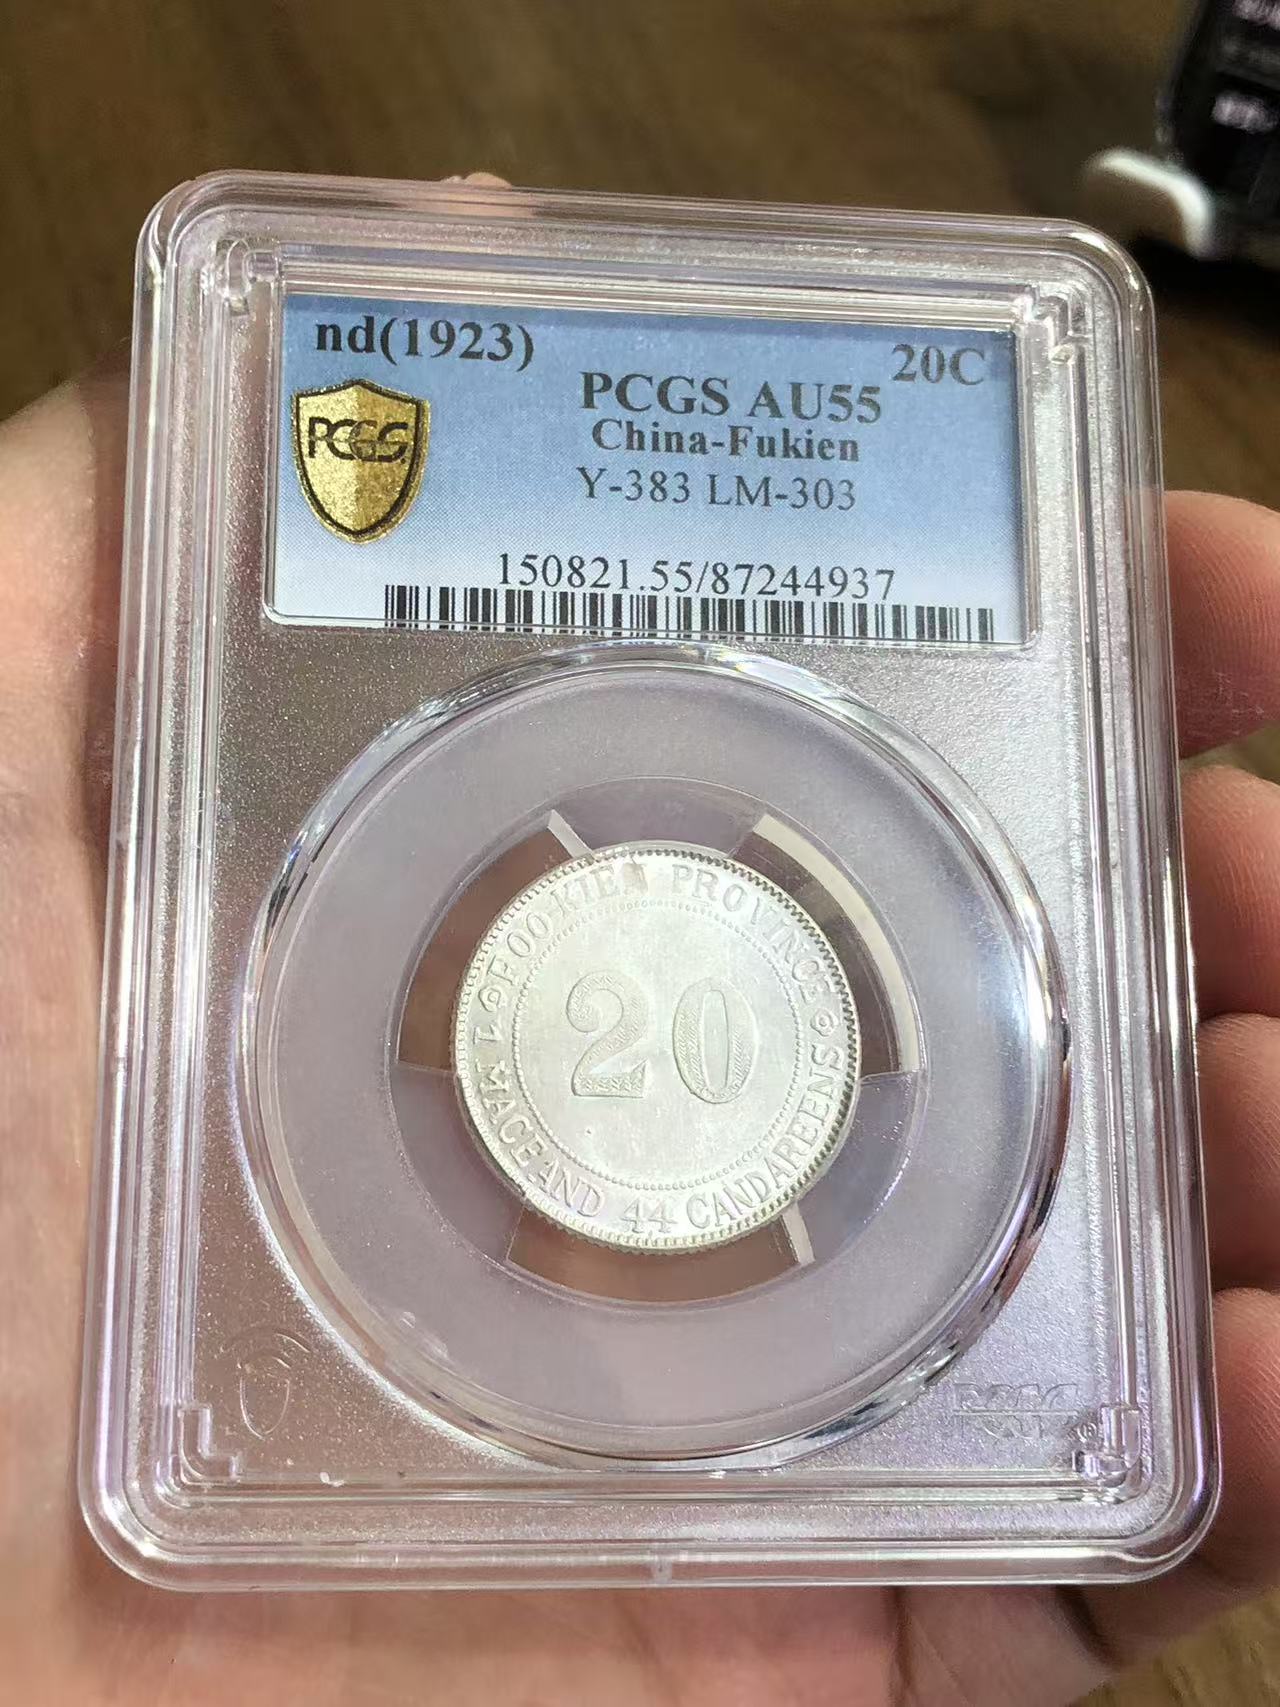 nd(1923)
20C
PCGS AU55
China-Fukien
Y-383 LM-303
PCGS
150821.55/87244937
FOO-KIEN PROVINCE
20
1 MACE AND 44 CANDAREENS